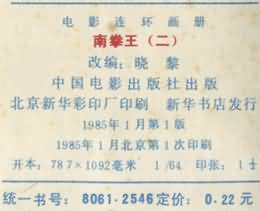 电影连环画册
南拳王（二）
改编：晓黎
中国电影出版社出版
北京新华彩印厂印刷　新华书店发行
1985年1月第1版
1985年1月北京第1次印刷
开本：787×1092毫米　1/64　印张：1½
统一书号：8061·2546定价：0.22元